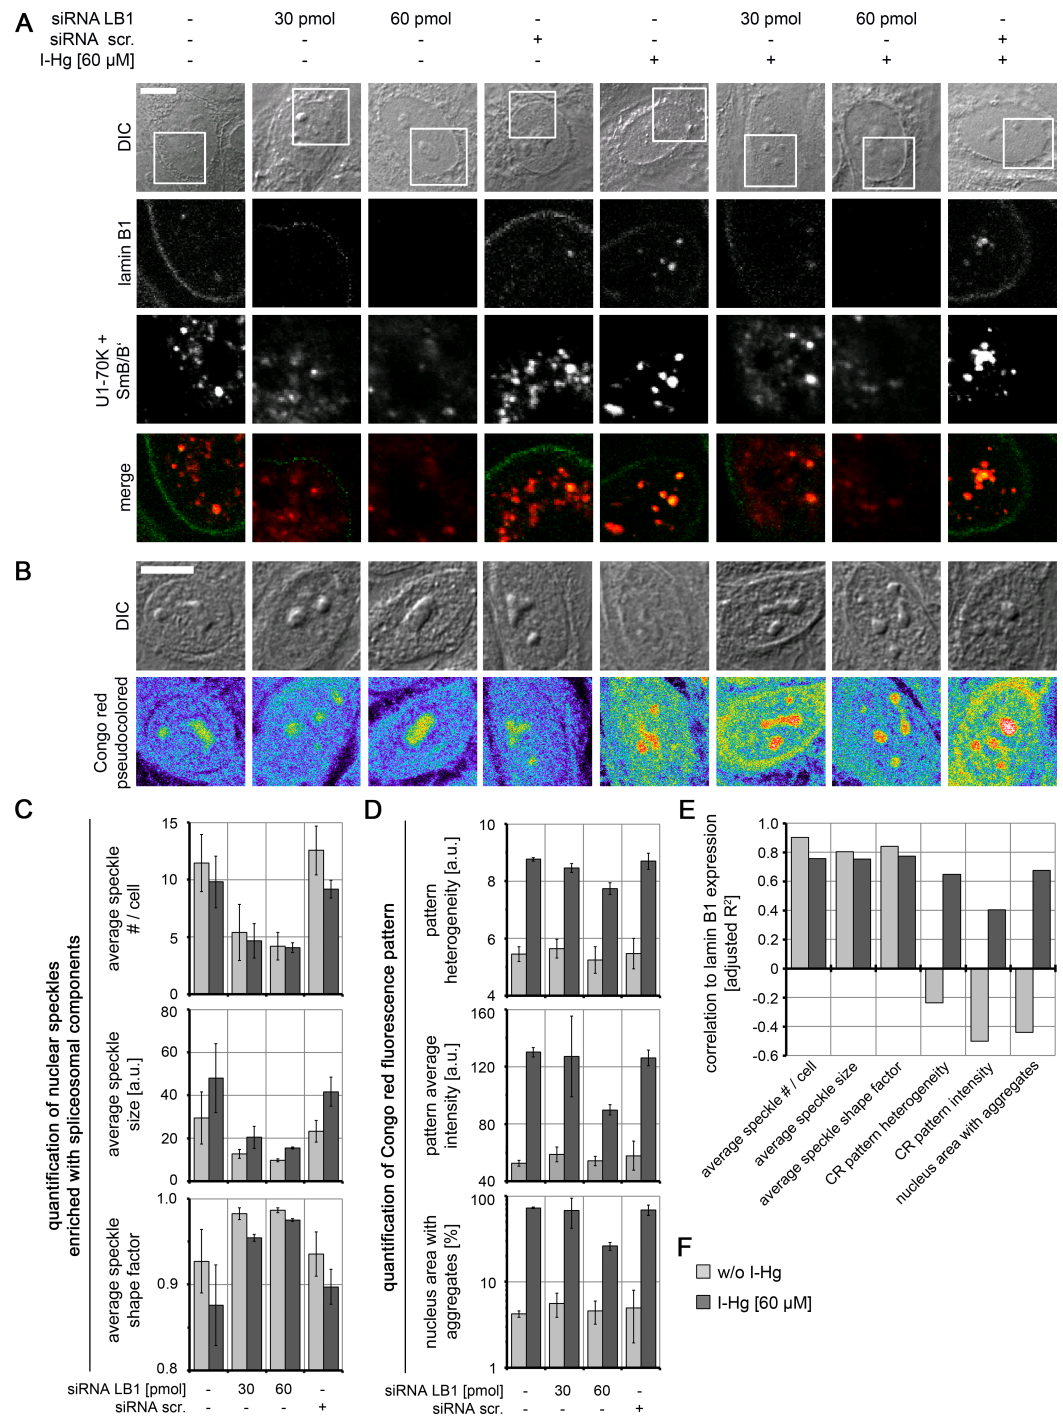 A
siRNA LB1 - 30 pmol 60 pmol - - 30 pmol 60 pmol -
siRNA scr. - - - + - - - +
I-Hg [60 µM] - - - - + + + +
DIC
lamin B1
U1-70K +
SmB/B‘
merge
B
DIC
Congo red
pseudocolored
C
quantification of nuclear speckles
enriched with spliceosomal components
average speckle
# / cell
15
10
5
0
average speckle
size [a.u.]
80
60
40
20
0
average speckle
shape factor
1.0
0.9
0.8
siRNA LB1 [pmol] - 30 60 -
siRNA scr. - - - +
D
quantification of Congo red fluorescence pattern
pattern
heterogeneity [a.u.]
10
8
6
4
pattern average
intensity [a.u.]
160
120
80
40
nucleus area with
aggregates [%]
100
10
1
siRNA LB1 [pmol] - 30 60 -
siRNA scr. - - - +
E
correlation to lamin B1 expression
[adjusted R²]
1.0
0.8
0.6
0.4
0.2
0
-0.2
-0.4
-0.6
average speckle # / cell
average speckle size
average speckle shape factor
CR pattern heterogeneity
CR pattern intensity
nucleus area with aggregates
F
w/o I-Hg
I-Hg [60 µM]